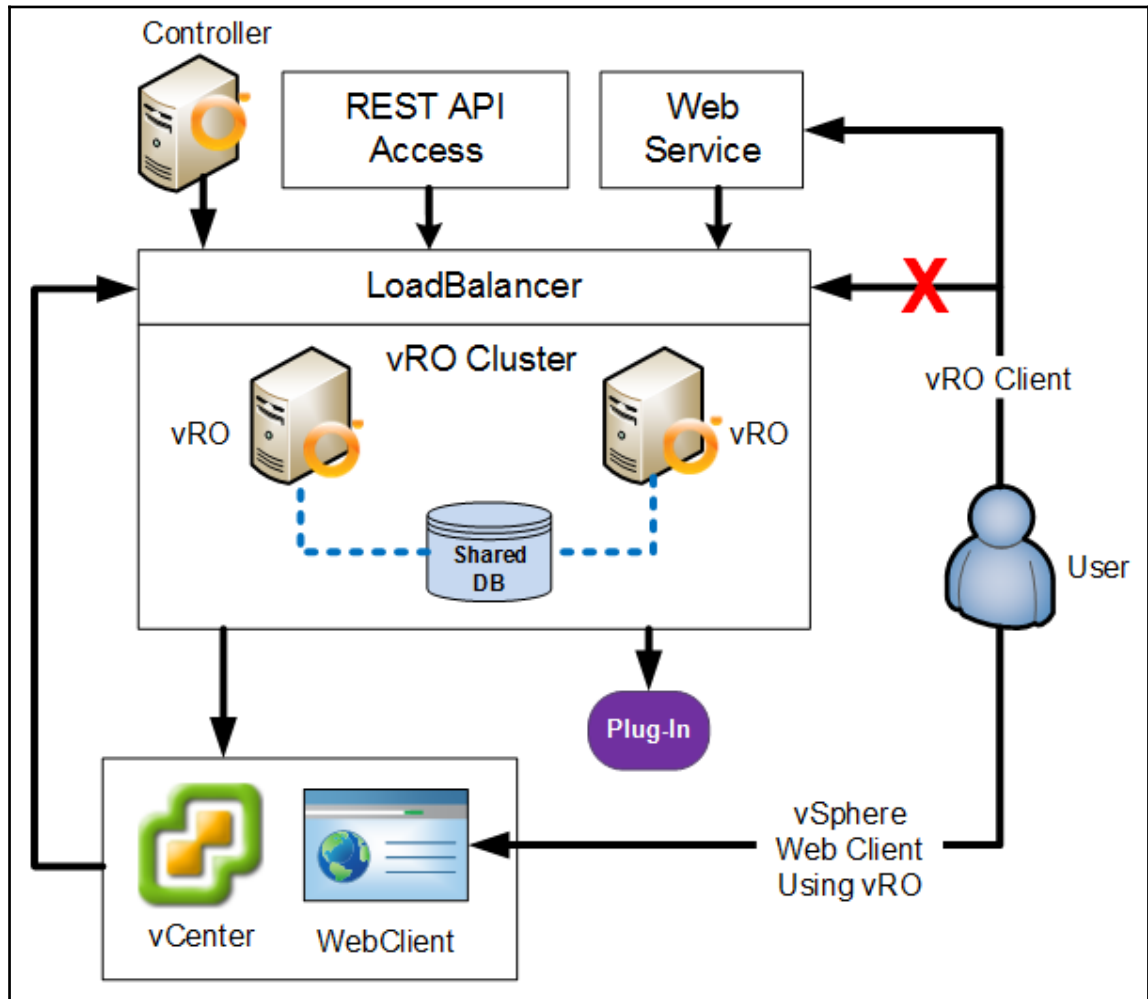 Controller
REST API
Access
Web
Service
LoadBalancer
X
vRO Cluster
vRO
vRO
vRO Client
Shared
DB
User
Plug-In
vSphere
Web Client
Using vRO
vCenter
WebClient